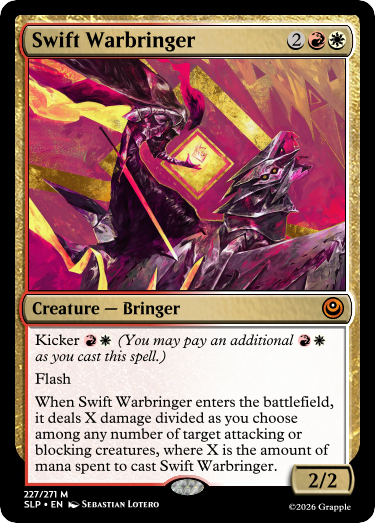 Swift Warbringer 2
Creature — Bringer
Kicker (You may pay an additional
as you cast this spell.)
Flash
When Swift Warbringer enters the battlefield,
it deals X damage divided as you choose
among any number of target attacking or
blocking creatures, where X is the amount of
mana spent to cast Swift Warbringer.
2/2
227/271 M
SLP • EN Sebastian Lotero
©2026 Grapple